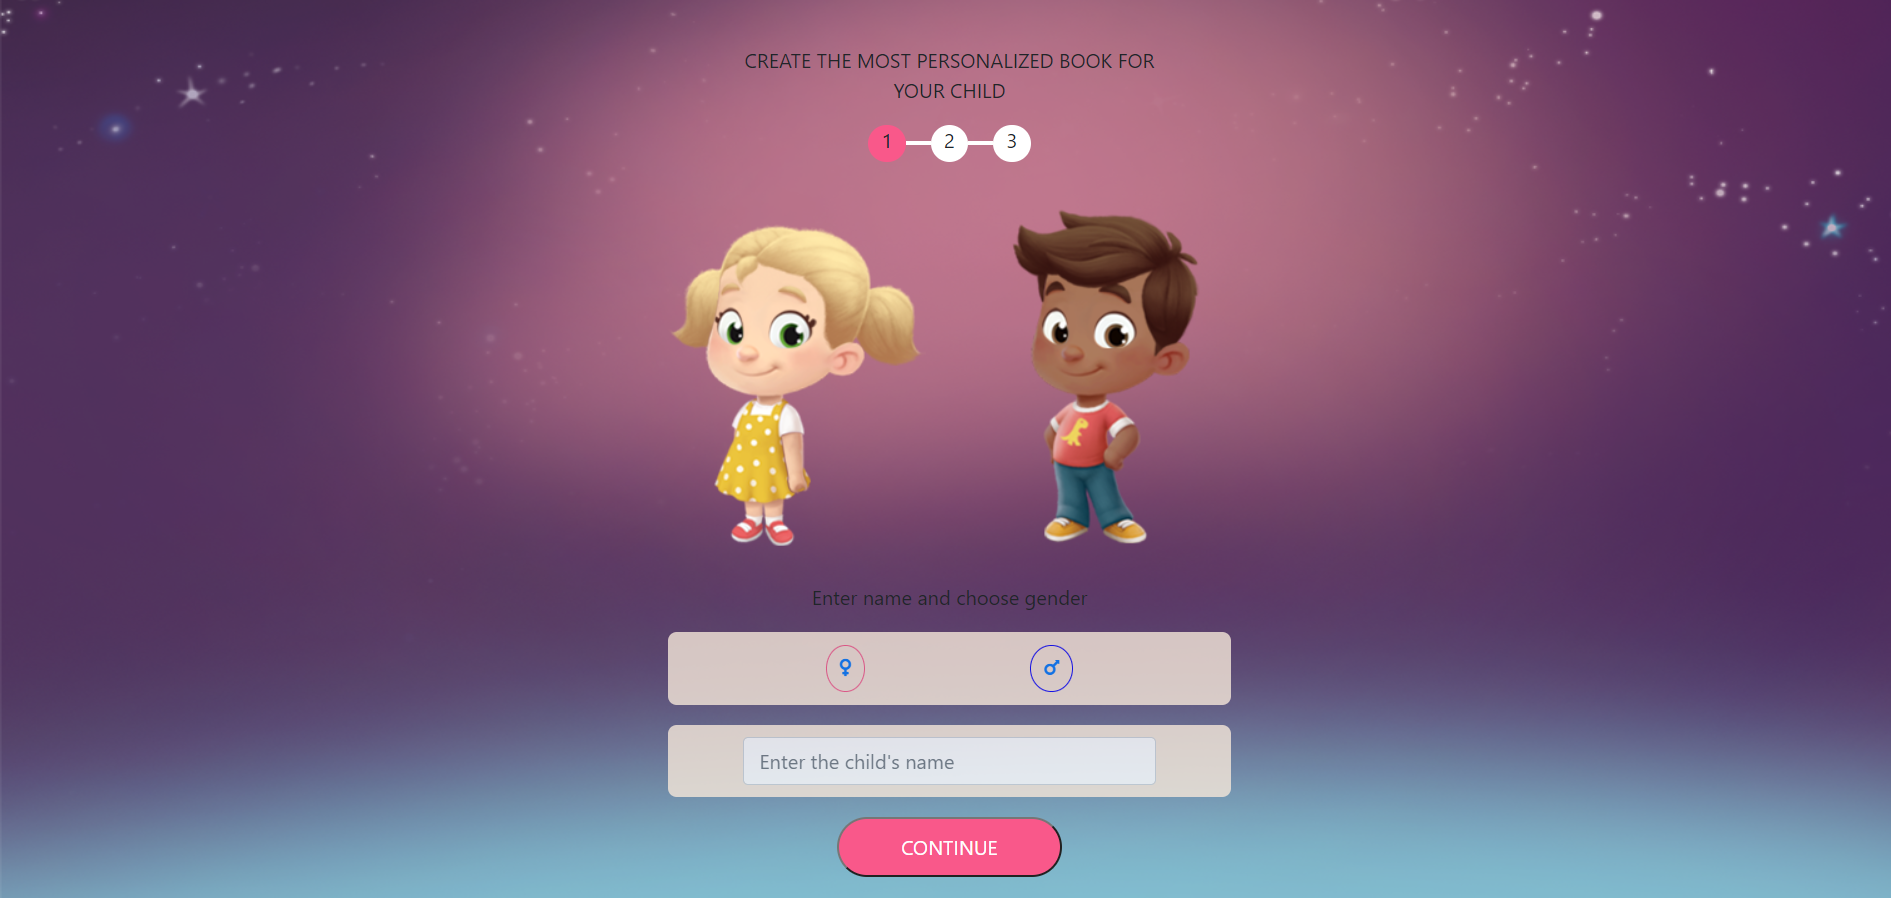 CREATE THE MOST PERSONALIZED BOOK FOR
YOUR CHILD
1 2 3
Enter name and choose gender
♀ ♂
Enter the child's name
CONTINUE